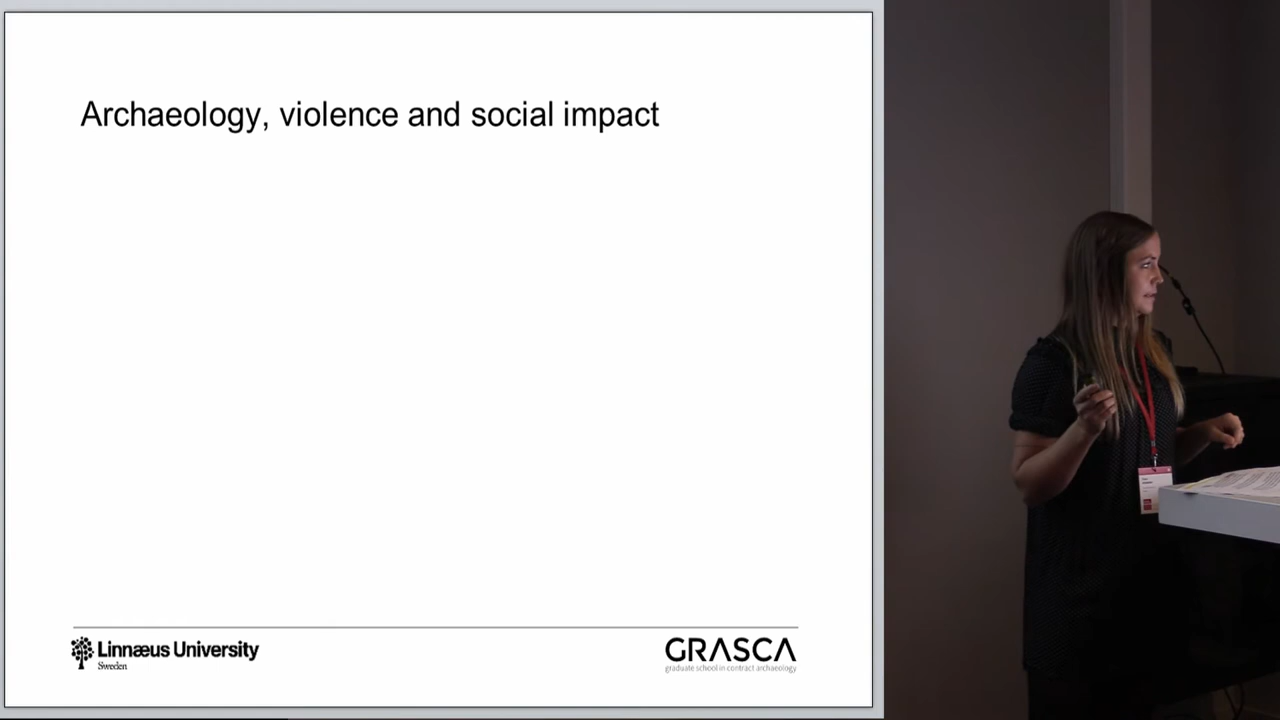 Archaeology, violence and social impact
Linnæus University
Sweden
GRASCA
graduate school in contract archaeology